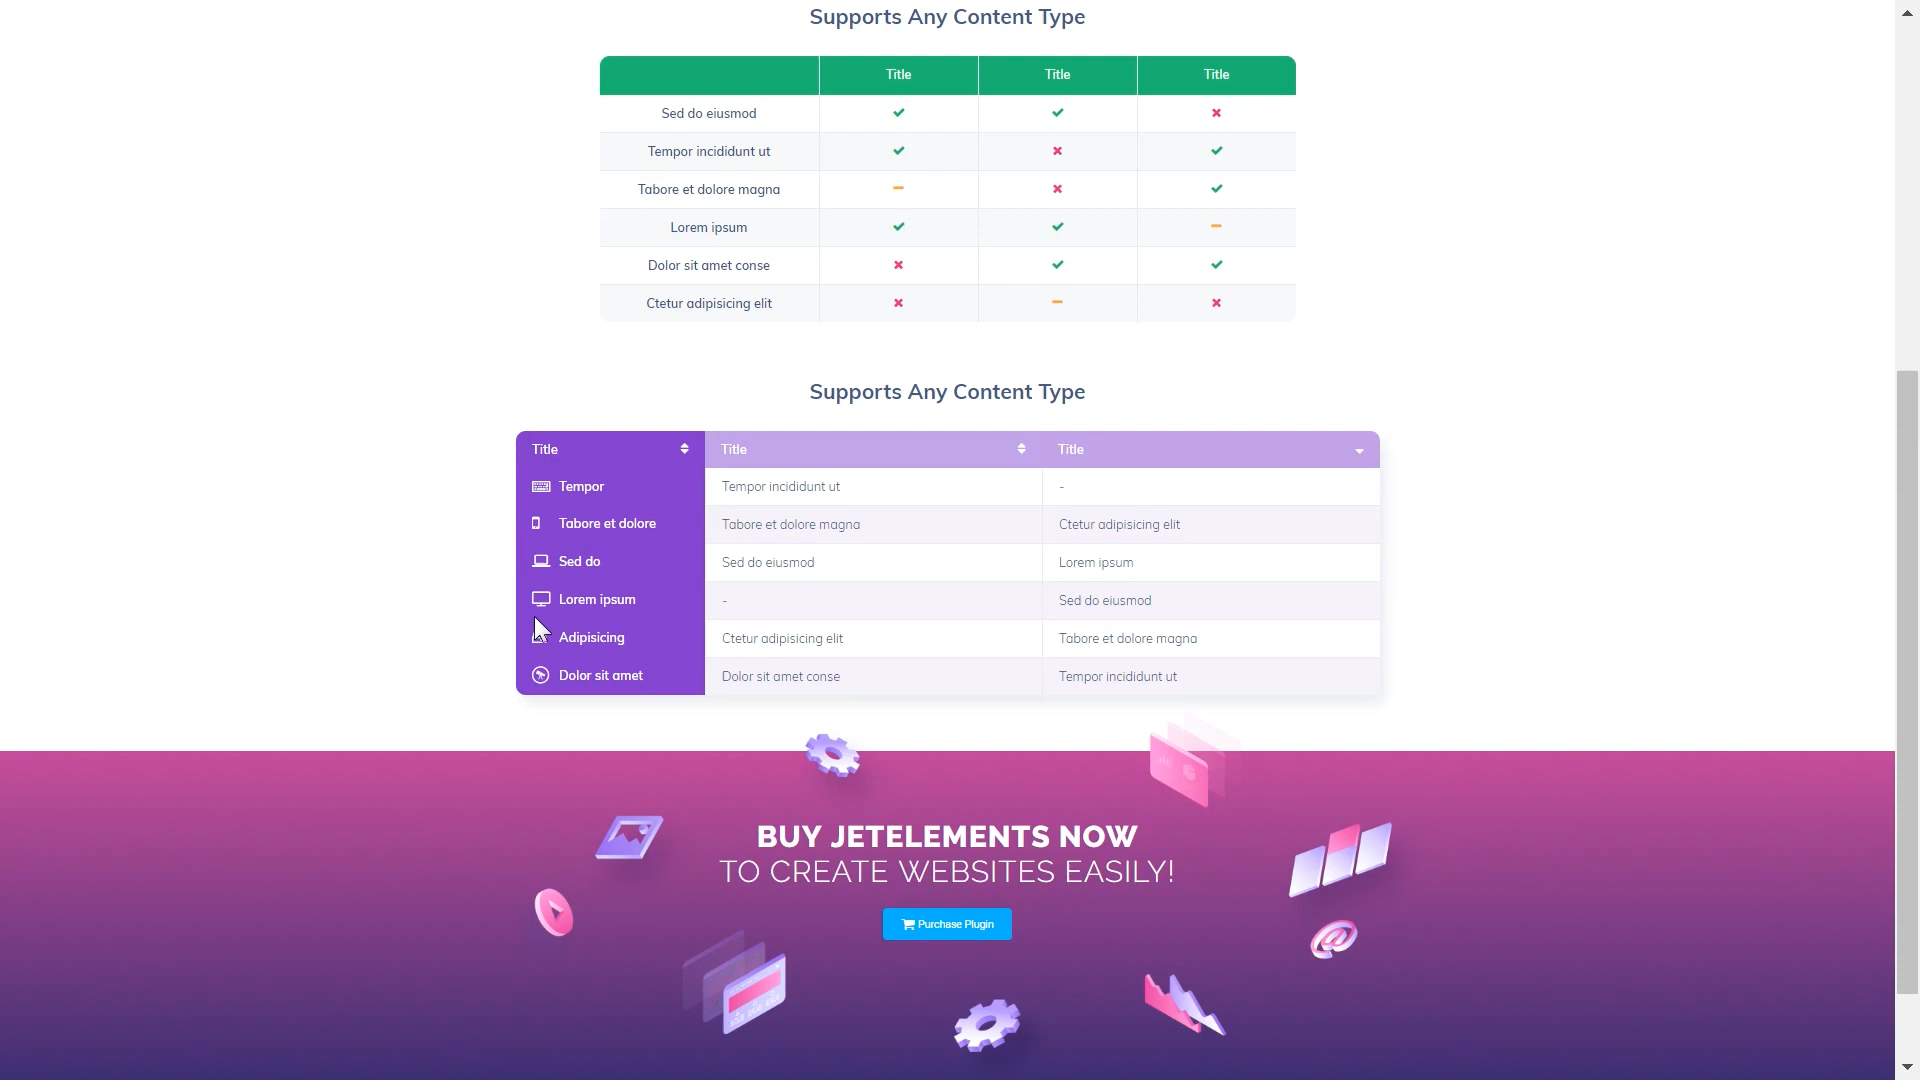 Supports Any Content Type
Title Title Title
Sed do eiusmod
Tempor incididunt ut
Tabore et dolore magna
Lorem ipsum
Dolor sit amet conse
Ctetur adipisicing elit
Supports Any Content Type
Title Title Title
Tempor Tempor incididunt ut -
Tabore et dolore Tabore et dolore magna Ctetur adipisicing elit
Sed do Sed do eiusmod Lorem ipsum
Lorem ipsum - Sed do eiusmod
Adipisicing Ctetur adipisicing elit Tabore et dolore magna
Dolor sit amet Dolor sit amet conse Tempor incididunt ut
BUY JETELEMENTS NOW
TO CREATE WEBSITES EASILY!
Purchase Plugin